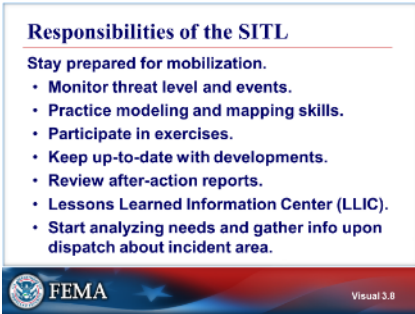 Responsibilities of the SITL
Stay prepared for mobilization.
• Monitor threat level and events.
• Practice modeling and mapping skills.
• Participate in exercises.
• Keep up-to-date with developments.
• Review after-action reports.
• Lessons Learned Information Center (LLIC).
• Start analyzing needs and gather info upon
dispatch about incident area.
FEMA
Visual 3.8